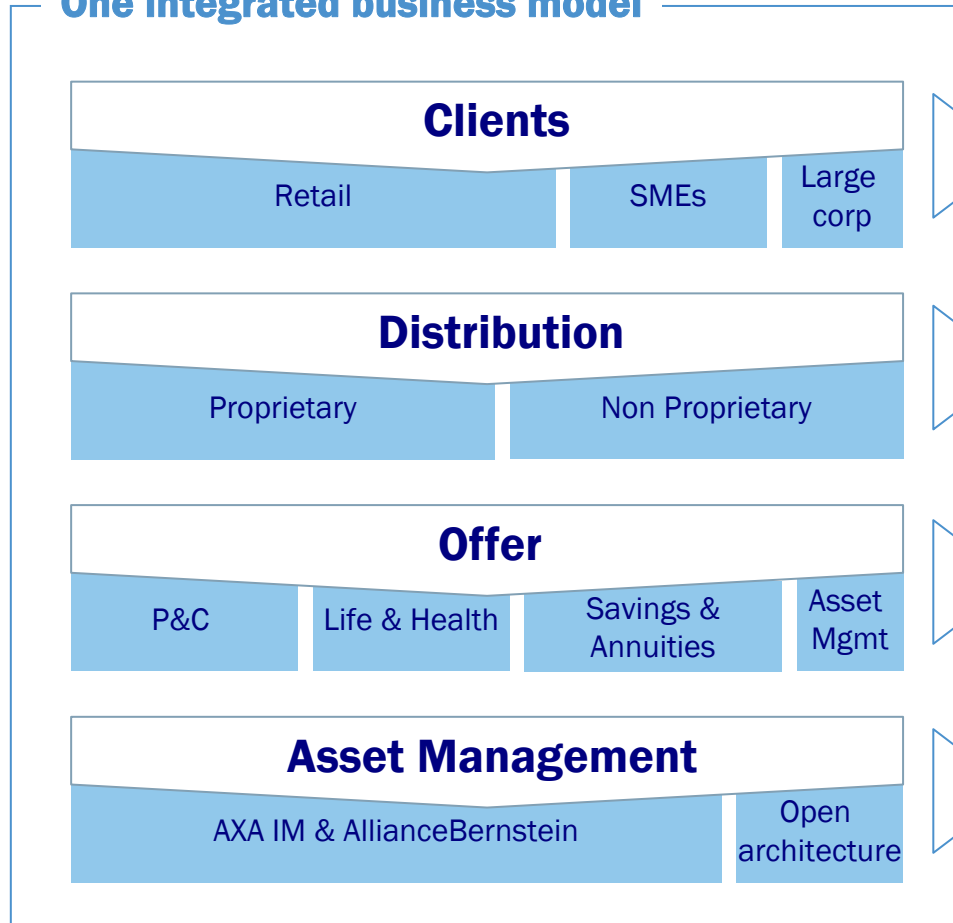 One integrated business model
Clients
Retail
SMEs
Large
corp
Distribution
Proprietary
Non Proprietary
Offer
P&C
Life & Health
Savings &
Annuities
Asset
Mgmt
Asset Management
AXA IM & AllianceBernstein
Open
architecture